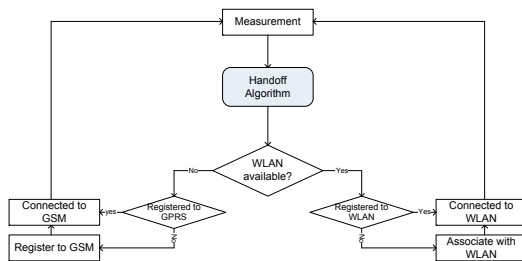 Measurement
Handoff
Algorithm
WLAN
available?
No
Yes
Connected to
GSM
yes
Registered to
GPRS
Registered to
WLAN
Yes
Connected to
WLAN
Register to GSM
No
No
Associate with
WLAN